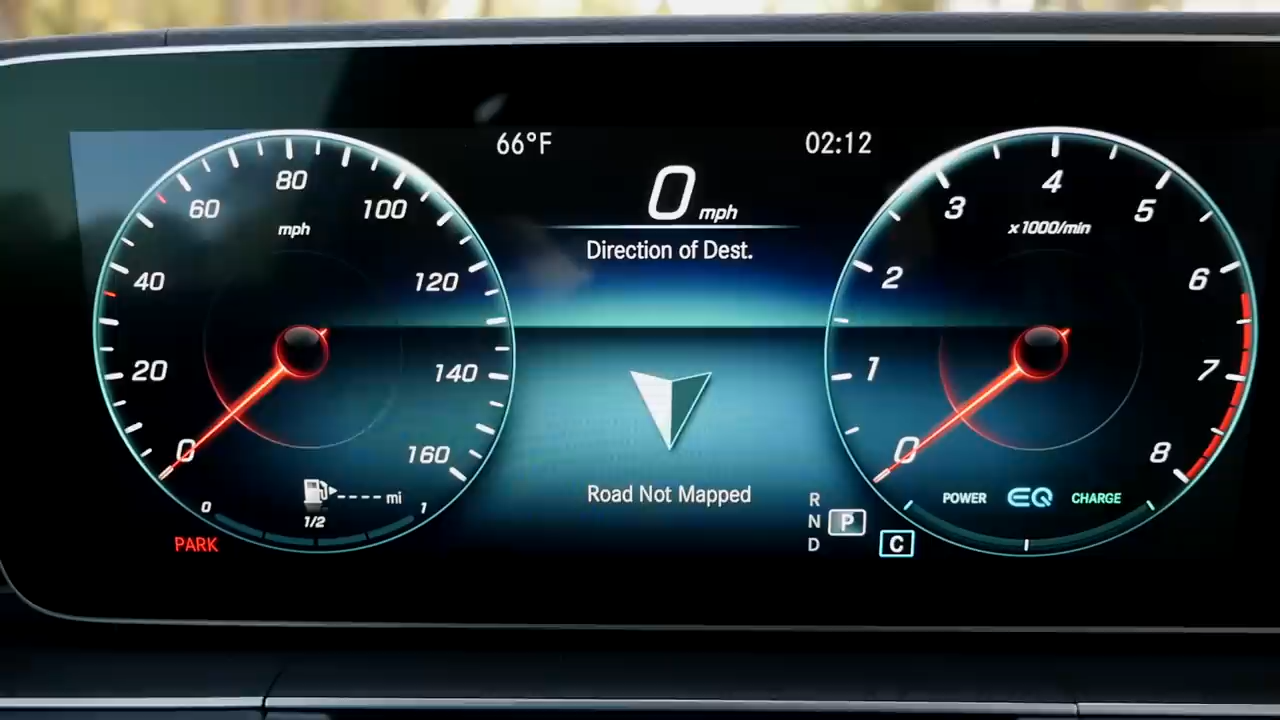 66°F
02:12
0 mph
Direction of Dest.
80
60
100
mph
40
120
20
140
0
160
4
3
5
x1000/min
2
6
1
7
0
8
Road Not Mapped
----- mi
0
1/2
1
PARK
R
N
P
D
C
POWER
EQ
CHARGE